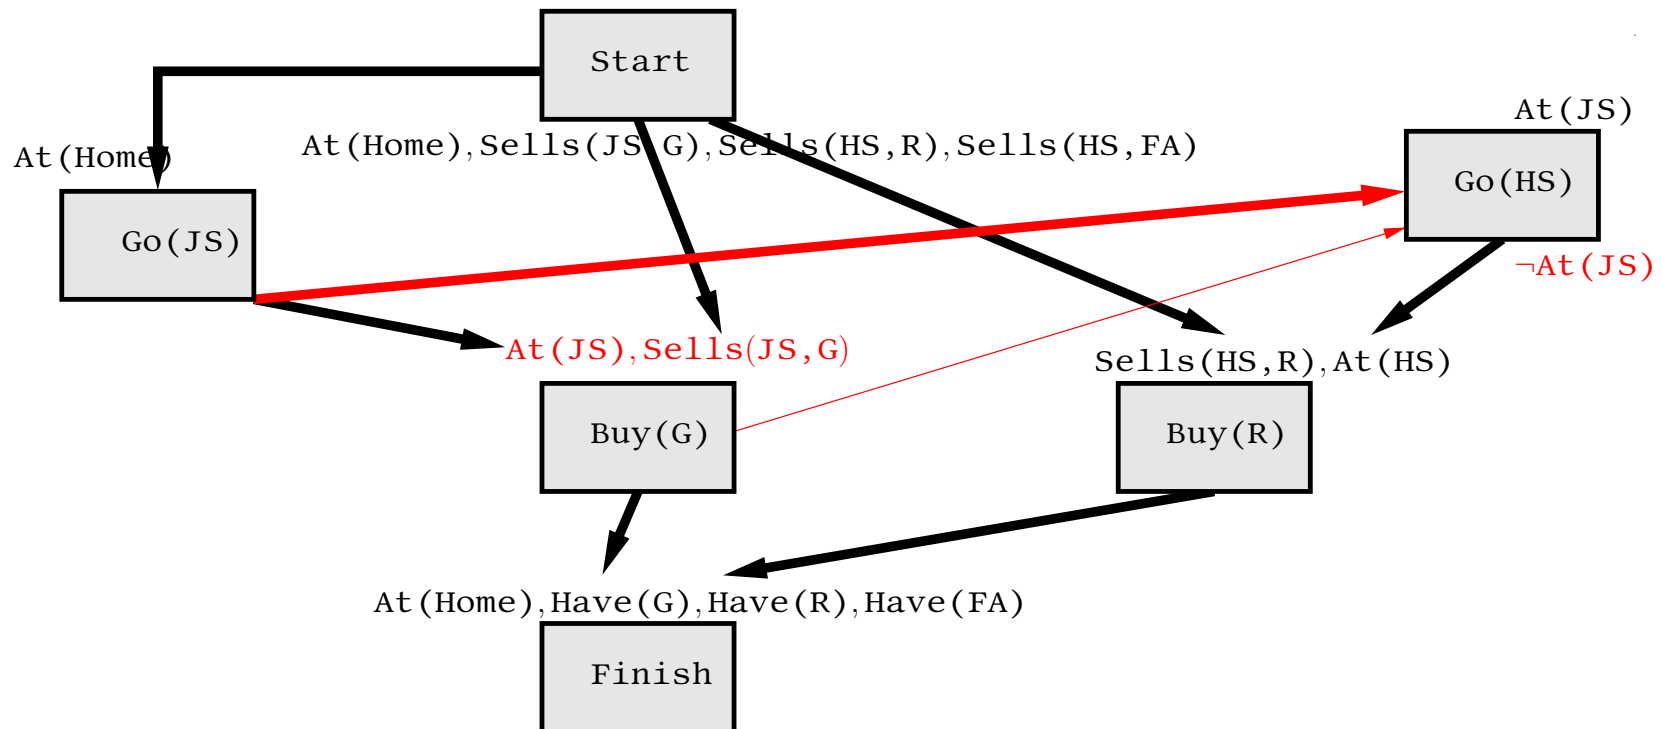 Start
At(JS)
At(Home),Sells(JS,G),Sells(HS,R),Sells(HS,FA)
At(Home)
Go(HS)
Go(JS)
¬At(JS)
At(JS),Sells(JS,G)
Sells(HS,R),At(HS)
Buy(G)
Buy(R)
At(Home),Have(G),Have(R),Have(FA)
Finish